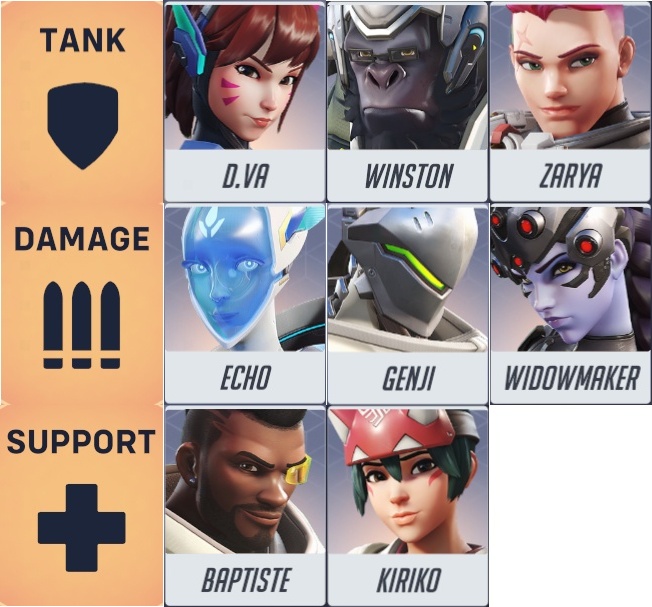 TANK
D.VA
WINSTON
ZARYA
DAMAGE
ECHO
GENJI
WIDOWMAKER
SUPPORT
BAPTISTE
KIRIKO